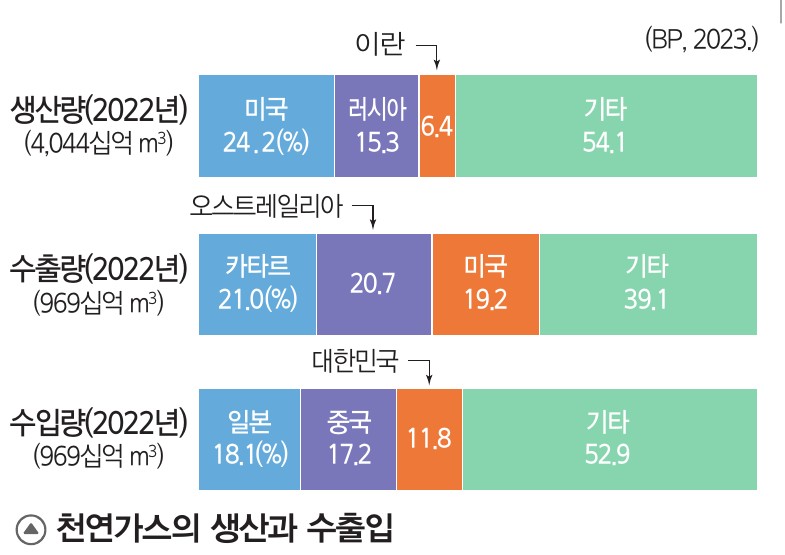 (BP, 2023.)
이란
생산량(2022년)
(4,044십억 m³)
미국
24.2(%)
러시아
15.3
6.4
기타
54.1
오스트레일리아
수출량(2022년)
(969십억 m³)
카타르
21.0(%)
20.7
미국
19.2
기타
39.1
대한민국
수입량(2022년)
(969십억 m³)
일본
18.1(%)
중국
17.2
11.8
기타
52.9
천연가스의 생산과 수출입